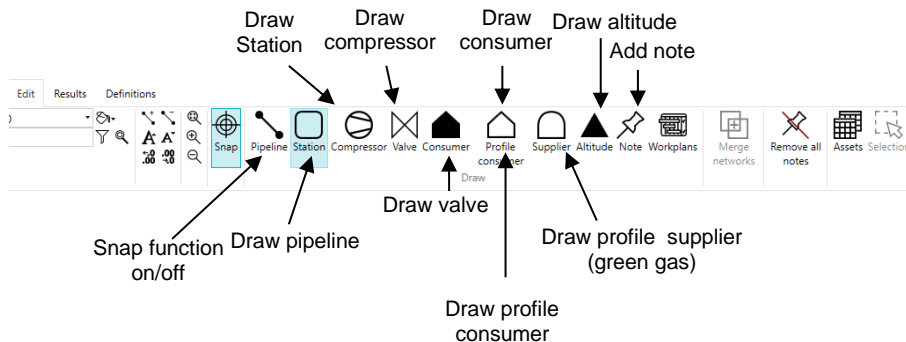 Draw
Station
Draw
compressor
Draw
consumer
Draw altitude
Add note
Edit Results Definitions
Snap Pipeline Station Compressor Valve Consumer Profile
consumer Supplier Altitude Note Workplans Merge
networks Remove all
notes Assets Selection
Draw
Snap function
on/off
Draw pipeline
Draw valve
Draw profile supplier
(green gas)
Draw profile
consumer